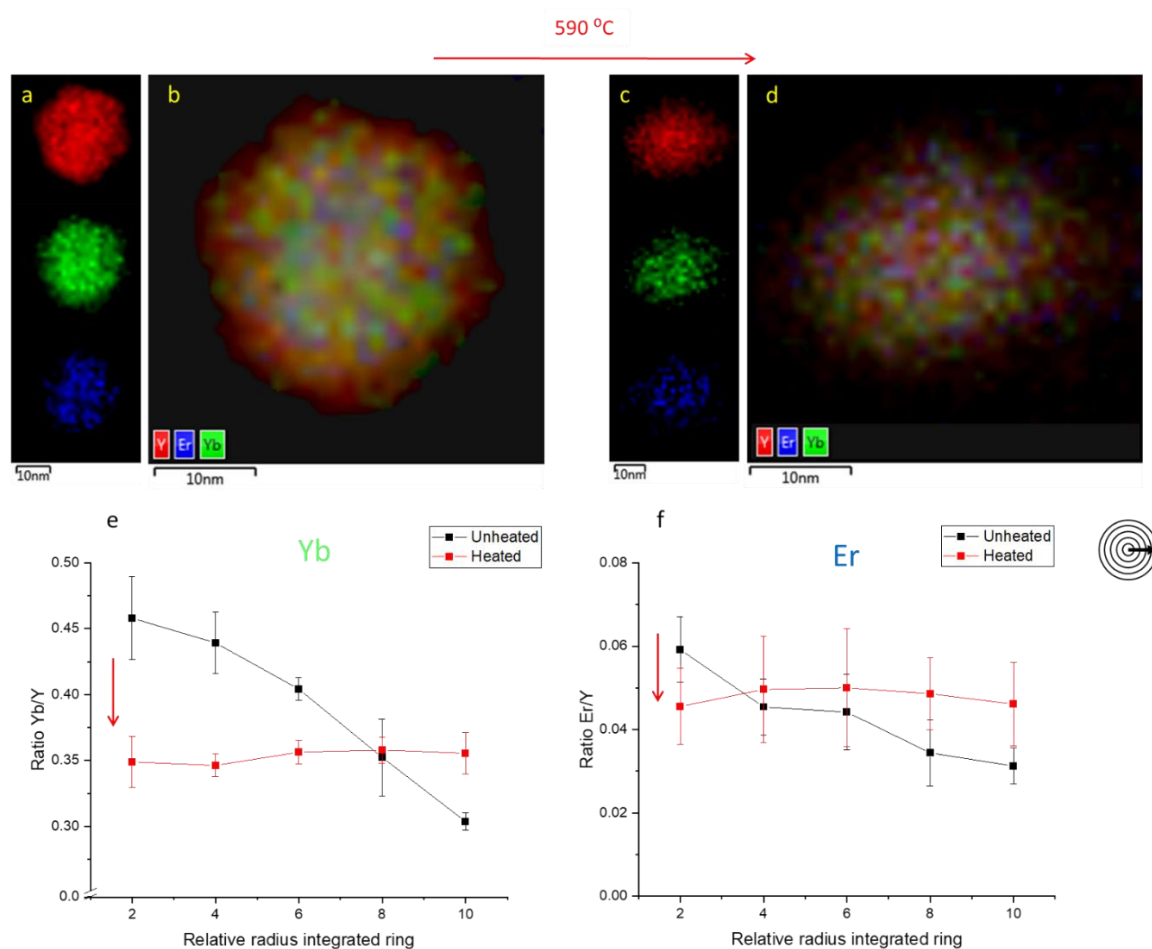 590 ⁰C
a
b
c
d
Y Er Yb
10nm
10nm
Y Er Yb
10nm
10nm
e
Yb
Unheated
Heated
0.50
0.45
0.40
0.35
0.30
0.0
Ratio Yb/Y
2 4 6 8 10
Relative radius integrated ring
f
Er
Unheated
Heated
0.08
0.06
0.04
0.02
0.00
Ratio Er/Y
2 4 6 8 10
Relative radius integrated ring